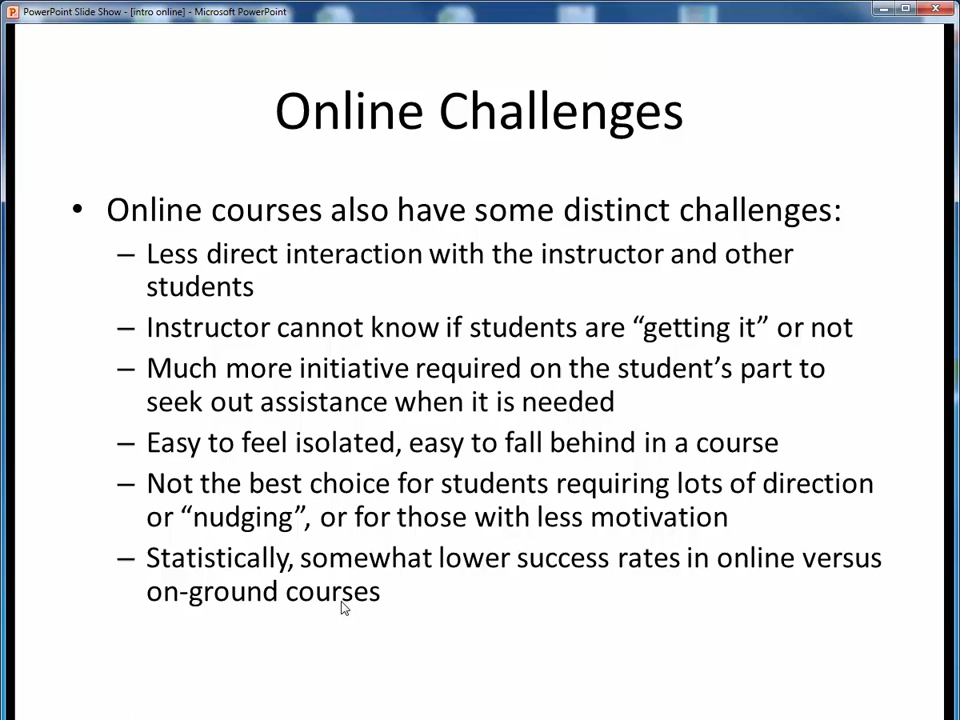 PowerPoint Slide Show - [intro online] - Microsoft PowerPoint
Online Challenges
• Online courses also have some distinct challenges:
– Less direct interaction with the instructor and other
students
– Instructor cannot know if students are “getting it” or not
– Much more initiative required on the student’s part to
seek out assistance when it is needed
– Easy to feel isolated, easy to fall behind in a course
– Not the best choice for students requiring lots of direction
or “nudging”, or for those with less motivation
– Statistically, somewhat lower success rates in online versus
on-ground courses